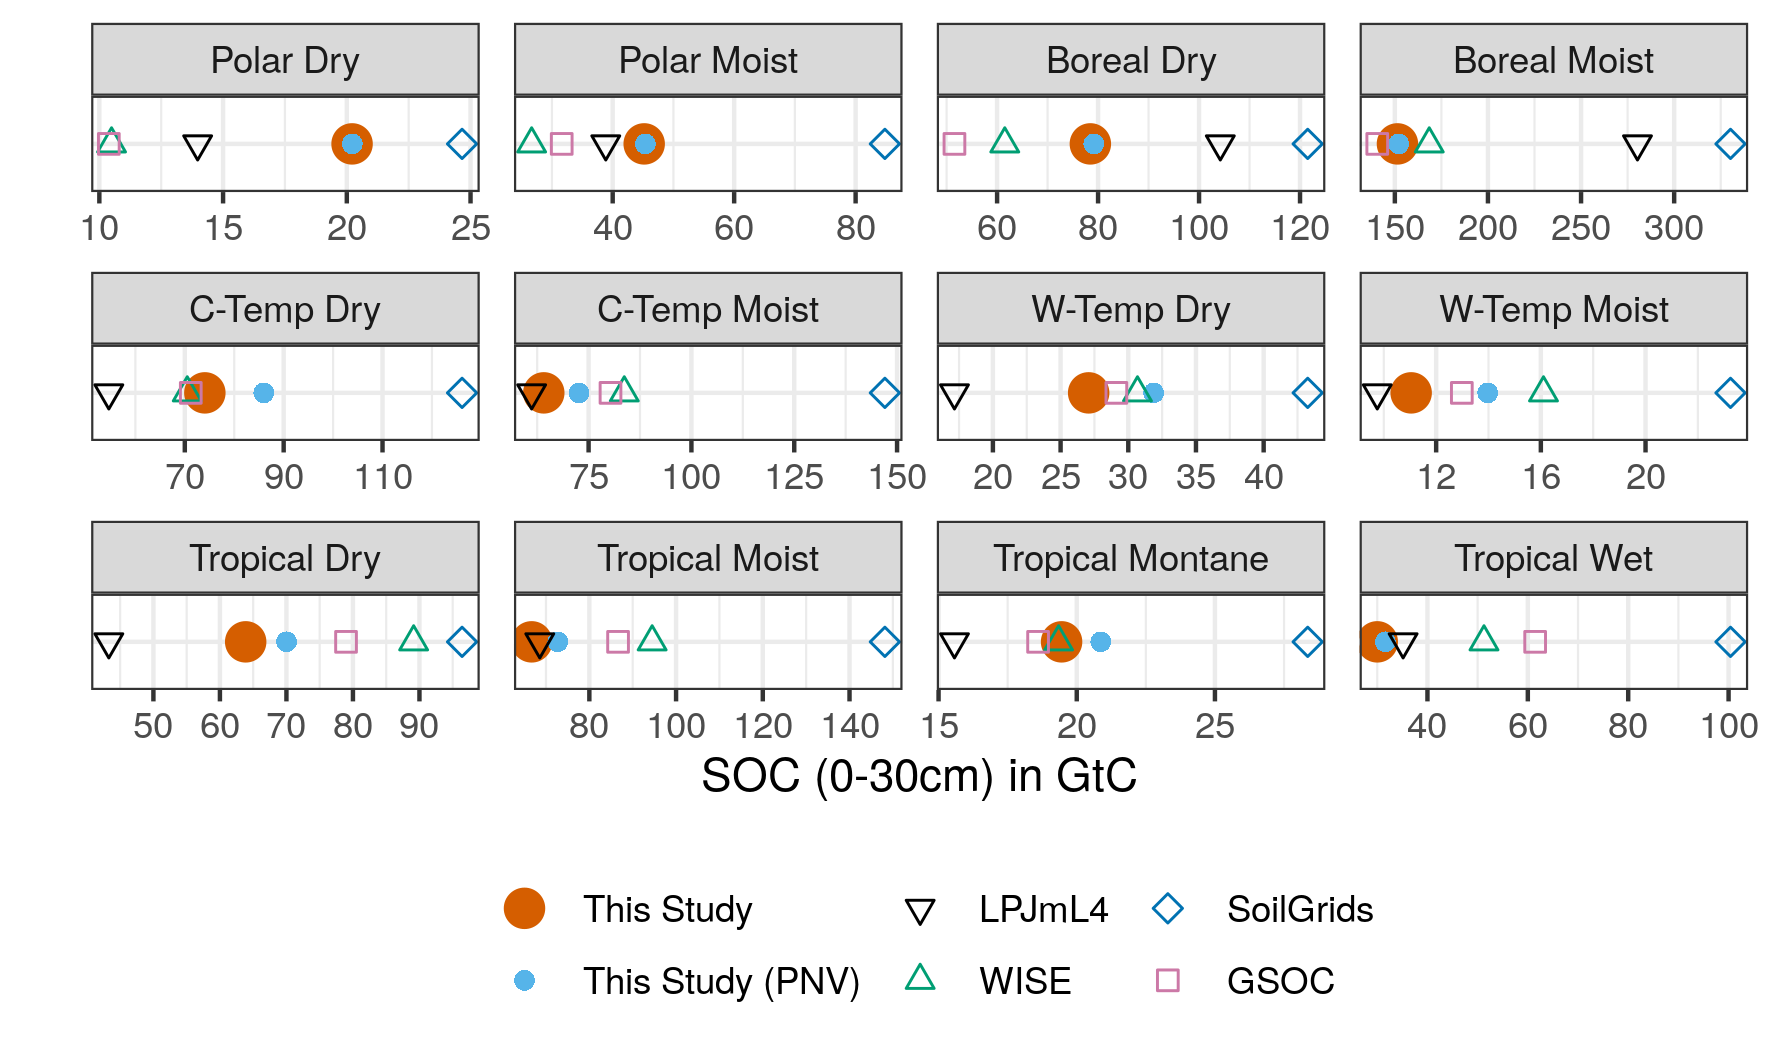 Polar Dry Polar Moist Boreal Dry Boreal Moist
10 15 20 25 40 60 80 60 80 100 120 150 200 250 300
C-Temp Dry C-Temp Moist W-Temp Dry W-Temp Moist
70 90 110 75 100 125 150 20 25 30 35 40 12 16 20
Tropical Dry Tropical Moist Tropical Montane Tropical Wet
50 60 70 80 90 80 100 120 140 15 20 25 40 60 80 100
SOC (0-30cm) in GtC
This Study LPJmL4 SoilGrids
This Study (PNV) WISE GSOC